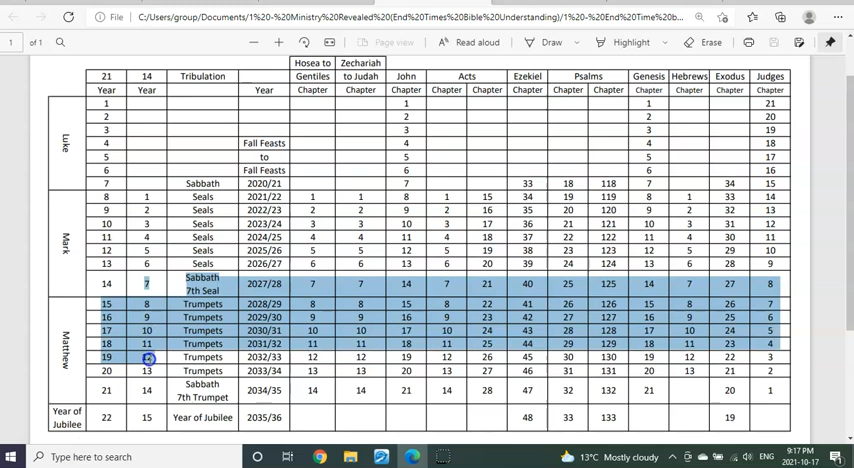 File | C:/Users/group/Documents/1%20-%20Ministry%20Revealed(End%20Times%20Bible%20Understanding)/1%20-%20End%20Time%20b...
1 of 1 Page view Read aloud Draw Highlight Erase
Hosea to Zechariah
21 14 Tribulation Gentiles to Judah John Acts Ezekiel Psalms Genesis Hebrews Exodus Judges
Year Year Year Chapter Chapter Chapter Chapter Chapter Chapter Chapter Chapter Chapter Chapter Chapter Chapter
Luke
1 1 1 21
2 2 2 20
3 3 3 19
4 Fall Feasts 4 4 18
5 to 5 5 17
6 Fall Feasts 6 6 16
7 Sabbath 2020/21 7 33 18 118 7 34 15
Mark
8 1 Seals 2021/22 1 1 8 1 15 34 19 119 8 1 33 14
9 2 Seals 2022/23 2 2 9 2 16 35 20 120 9 2 32 13
10 3 Seals 2023/24 3 3 10 3 17 36 21 121 10 3 31 12
11 4 Seals 2024/25 4 4 11 4 18 37 22 122 11 4 30 11
12 5 Seals 2025/26 5 5 12 5 19 38 23 123 12 5 29 10
13 6 Seals 2026/27 6 6 13 6 20 39 24 124 13 6 28 9
14 7 Sabbath 2027/28 7 7 14 7 21 40 25 125 14 7 27 8
7th Seal
Matthew
15 8 Trumpets 2028/29 8 8 15 8 22 41 26 126 15 8 26 7
16 9 Trumpets 2029/30 9 9 16 9 23 42 27 127 16 9 25 6
17 10 Trumpets 2030/31 10 10 17 10 24 43 28 128 17 10 24 5
18 11 Trumpets 2031/32 11 11 18 11 25 44 29 129 18 11 23 4
19 12 Trumpets 2032/33 12 12 19 12 26 45 30 130 19 12 22 3
20 13 Trumpets 2033/34 13 13 20 13 27 46 31 131 20 13 21 2
21 14 Sabbath 2034/35 14 14 21 14 28 47 32 132 21 20 1
7th Trumpet
Year of Jubilee
22 15 Year of Jubilee 2035/36 48 33 133 19
Type here to search 13°C Mostly cloudy ENG 9:17 PM
2021-10-17